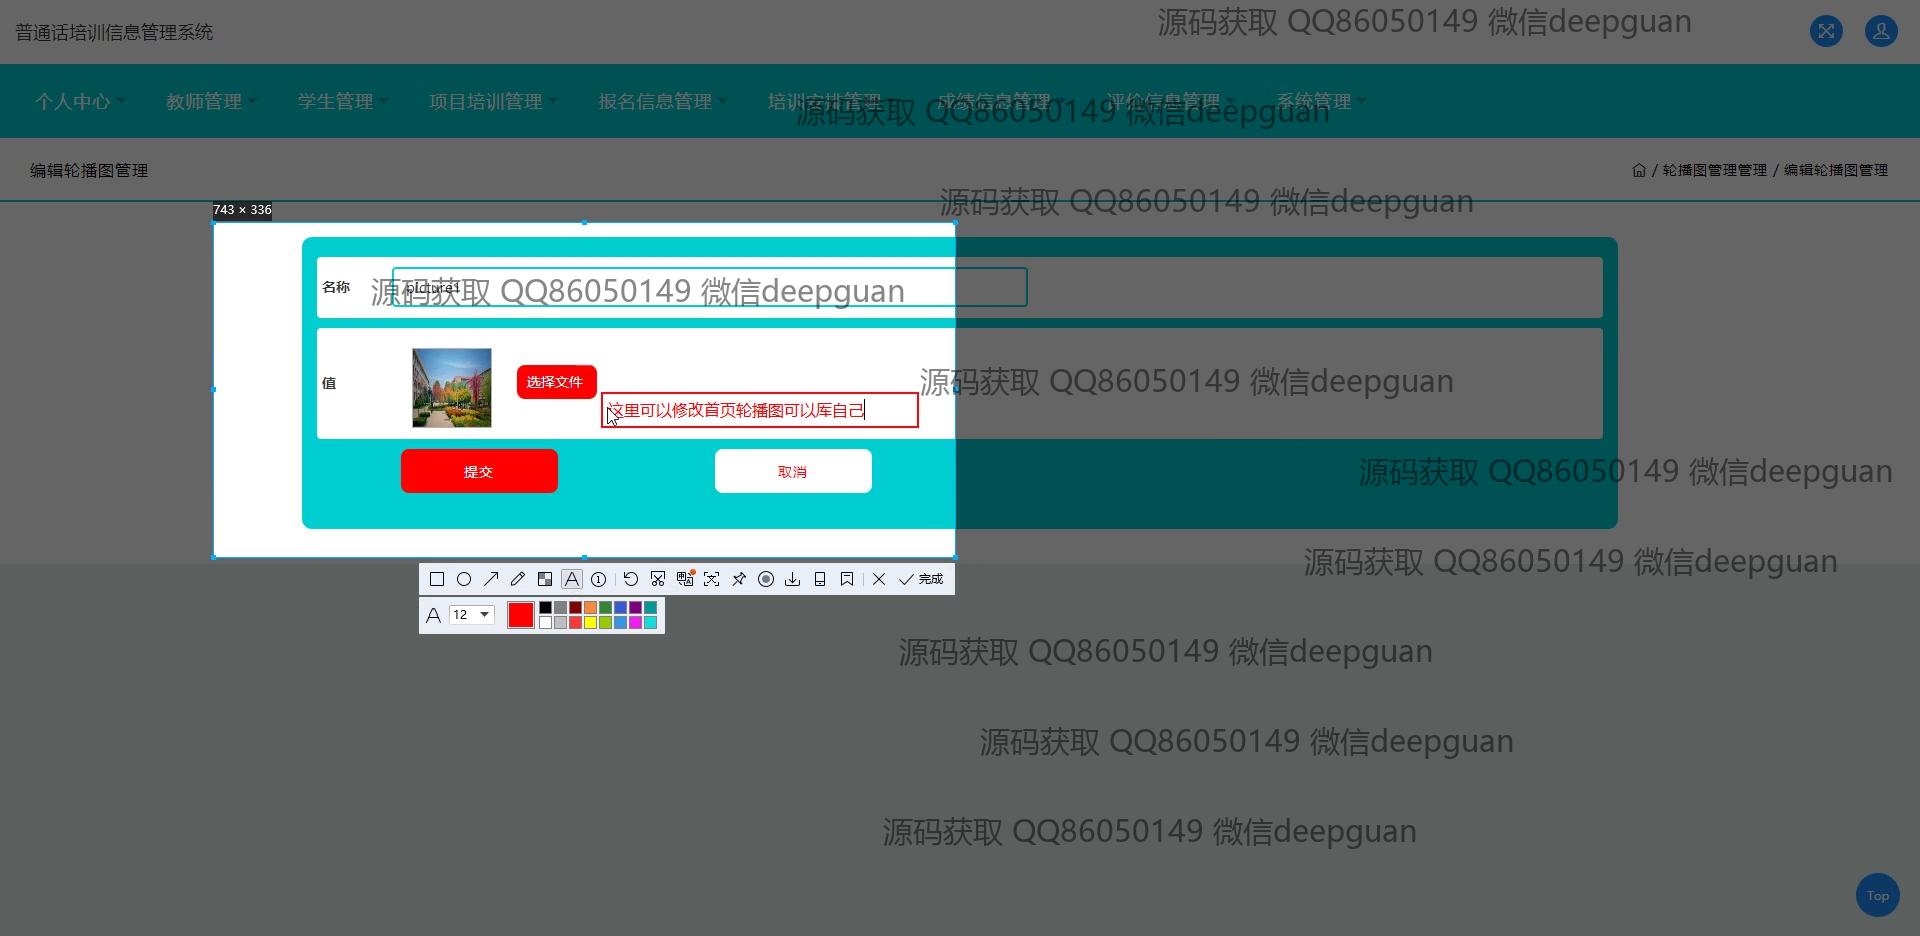 普通话培训信息管理系统
源码获取 QQ86050149 微信deepguan
个人中心 教师管理 学生管理 项目培训管理 报名信息管理 培训安排管理 成绩信息管理 评价信息管理 系统管理
源码获取 QQ86050149 微信deepguan
编辑轮播图管理
/ 轮播图管理管理 / 编辑轮播图管理
源码获取 QQ86050149 微信deepguan
743 × 336
名称
picture1
源码获取 QQ86050149 微信deepguan
值
选择文件
源码获取 QQ86050149 微信deepguan
这里可以修改首页轮播图可以厍自己
提交
取消
源码获取 QQ86050149 微信deepguan
源码获取 QQ86050149 微信deepguan
完成
A 12
源码获取 QQ86050149 微信deepguan
源码获取 QQ86050149 微信deepguan
源码获取 QQ86050149 微信deepguan
Top